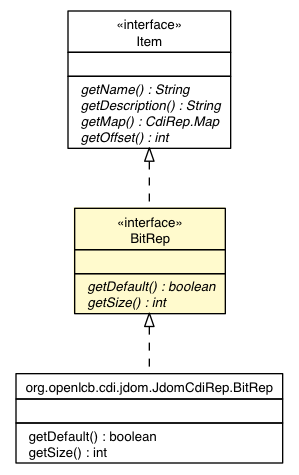 «interface»
Item
getName() : String
getDescription() : String
getMap() : CdiRep.Map
getOffset() : int
«interface»
BitRep
getDefault() : boolean
getSize() : int
org.openlcb.cdi.jdom.JdomCdiRep.BitRep
getDefault() : boolean
getSize() : int